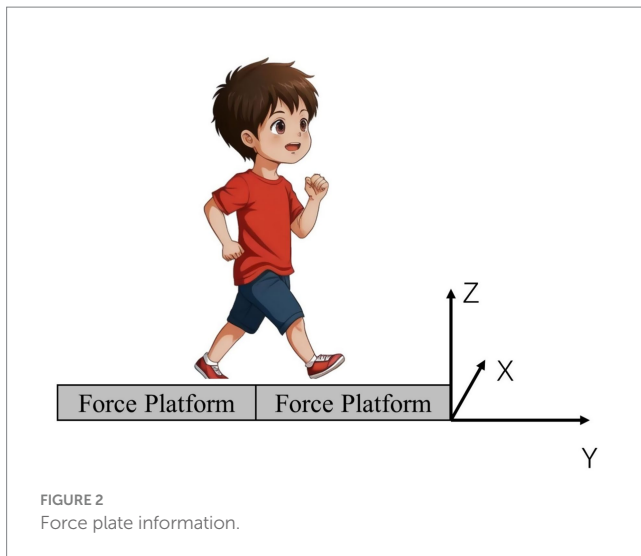 Z
X
Force Platform Force Platform
Y
FIGURE 2
Force plate information.